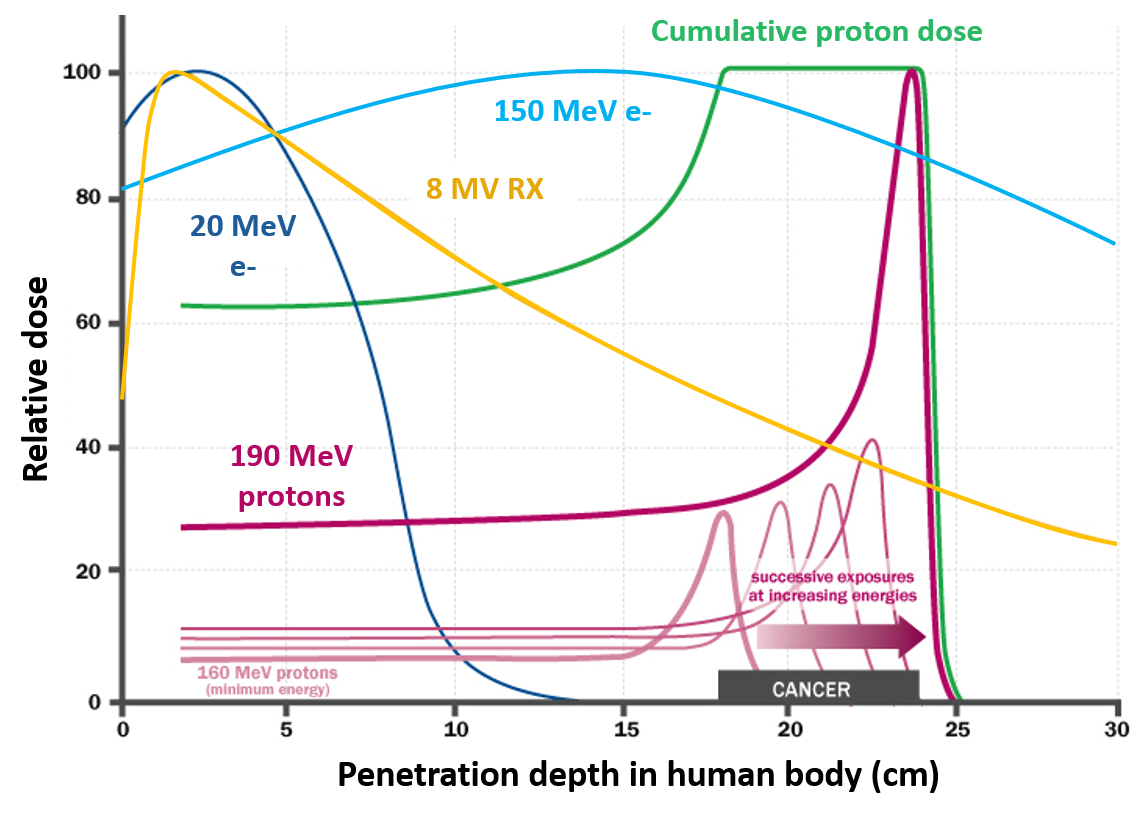 Cumulative proton dose
100
150 MeV e-
8 MV RX
80
20 MeV
e-
60
Relative dose
190 MeV
protons
40
20
successive exposures
at increasing energies
160 MeV protons
(minimum energy)
CANCER
0
0 5 10 15 20 25 30
Penetration depth in human body (cm)